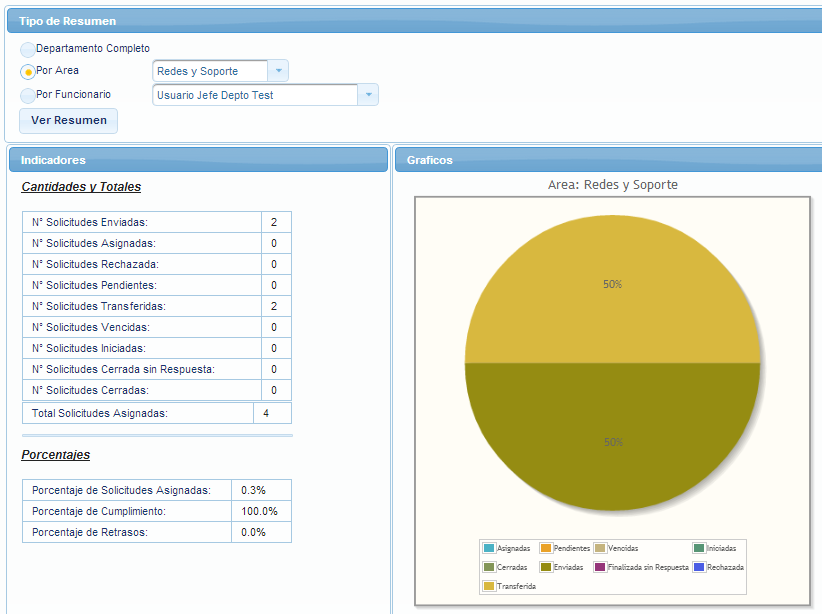 Tipo de Resumen
Departamento Completo
Por Area Redes y Soporte
Por Funcionario Usuario Jefe Depto Test
Ver Resumen
Indicadores
Cantidades y Totales
N° Solicitudes Enviadas: 2
N° Solicitudes Asignadas: 0
N° Solicitudes Rechazada: 0
N° Solicitudes Pendientes: 0
N° Solicitudes Transferidas: 2
N° Solicitudes Vencidas: 0
N° Solicitudes Iniciadas: 0
N° Solicitudes Cerrada sin Respuesta: 0
N° Solicitudes Cerradas: 0
Total Solicitudes Asignadas: 4
Porcentajes
Porcentaje de Solicitudes Asignadas: 0.3%
Porcentaje de Cumplimiento: 100.0%
Porcentaje de Retrasos: 0.0%
Graficos
Area: Redes y Soporte
50%
50%
Asignadas Pendientes Vencidas Iniciadas
Cerradas Enviadas Finalizada sin Respuesta Rechazada
Transferida